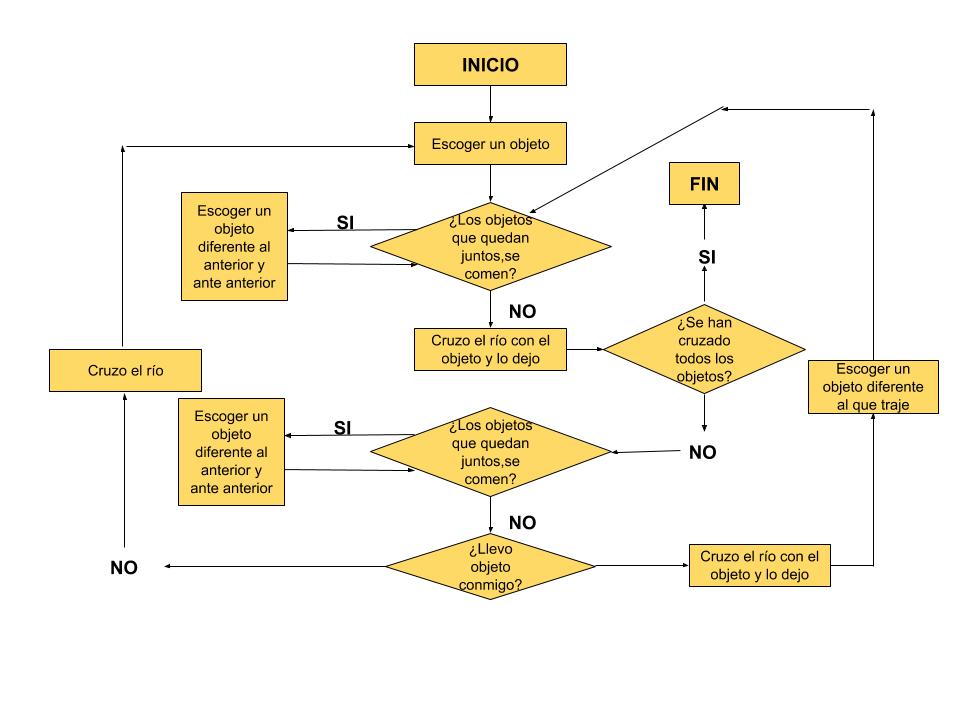 INICIO
Escoger un objeto
FIN
Escoger un
objeto
diferente al
anterior y
ante anterior
SI
¿Los objetos
que quedan
juntos,se
comen?
SI
NO
Cruzo el río con el
objeto y lo dejo
¿Se han
cruzado
todos los
objetos?
Cruzo el río
Escoger un
objeto diferente
al que traje
Escoger un
objeto
diferente al
anterior y
ante anterior
SI
¿Los objetos
que quedan
juntos,se
comen?
NO
NO
¿Llevo
objeto
conmigo?
NO
Cruzo el río con el
objeto y lo dejo